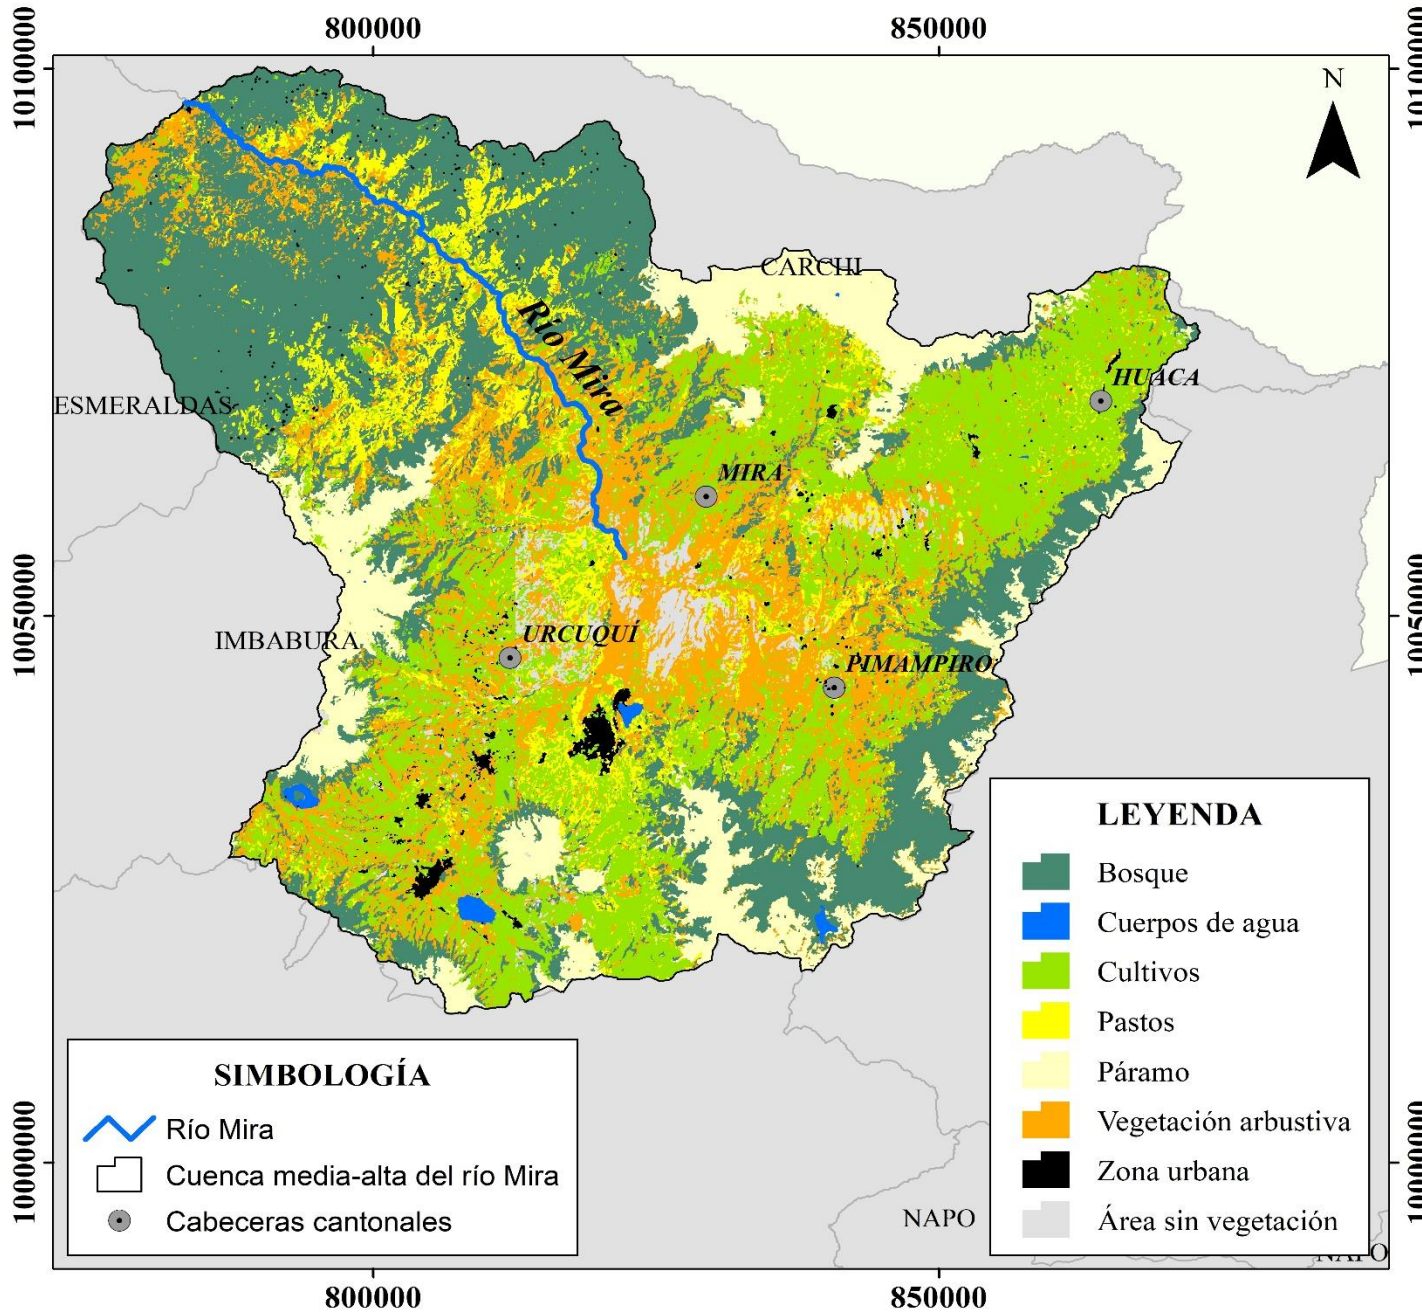 800000
850000
10100000
10100000
N
CARCHI
Río Mira
HUACA
ESMERALDAS
MIRA
10050000
10050000
IMBABURA
URCUQUÍ
PIMAMPIRO
LEYENDA
Bosque
Cuerpos de agua
Cultivos
Pastos
Páramo
Vegetación arbustiva
Zona urbana
Área sin vegetación
SIMBOLOGÍA
Río Mira
Cuenca media-alta del río Mira
Cabeceras cantonales
10000000
10000000
NAPO
NAPO
800000
850000